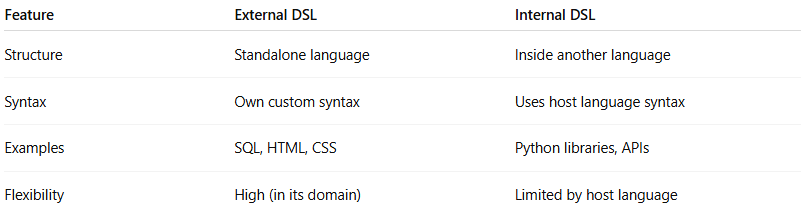 Feature External DSL Internal DSL
Structure Standalone language Inside another language
Syntax Own custom syntax Uses host language syntax
Examples SQL, HTML, CSS Python libraries, APIs
Flexibility High (in its domain) Limited by host language